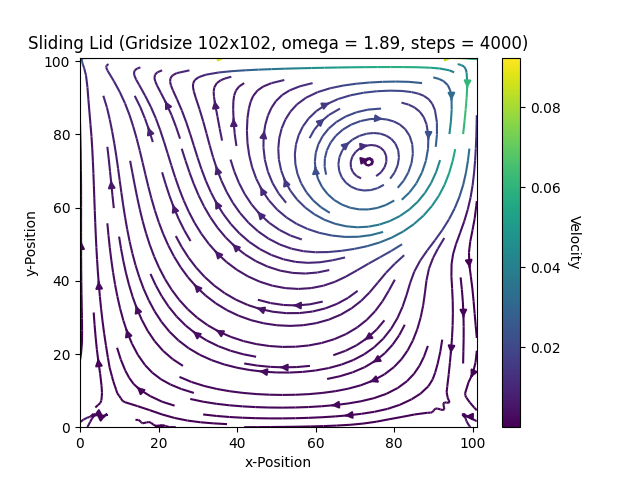 Sliding Lid (Gridsize 102x102, omega = 1.89, steps = 4000)
100
80
60
40
20
0
y-Position
0 20 40 60 80 100
x-Position
0.08
0.06
0.04
0.02
Velocity